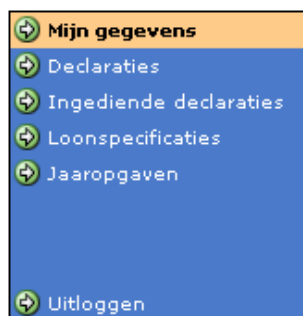 Mijn gegevens
Declaraties
Ingediende declaraties
Loonspecificaties
Jaaropgaven
Uitloggen